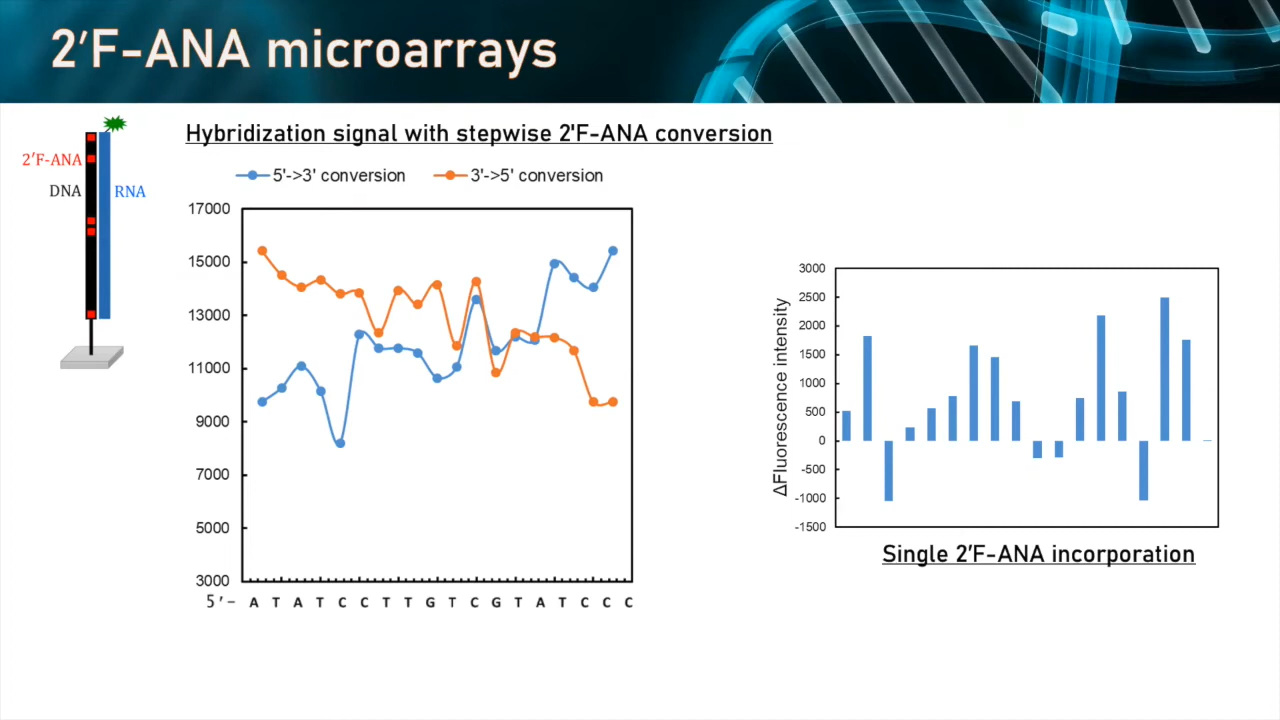 2′F-ANA microarrays
2′F-ANA
DNA
RNA
Hybridization signal with stepwise 2'F-ANA conversion
5'->3' conversion
3'->5' conversion
17000
15000
13000
11000
9000
7000
5000
3000
5′- A T A T C C T T G T C G T A T C C C
ΔFluorescence intensity
3000
2500
2000
1500
1000
500
0
-500
-1000
-1500
Single 2′F-ANA incorporation